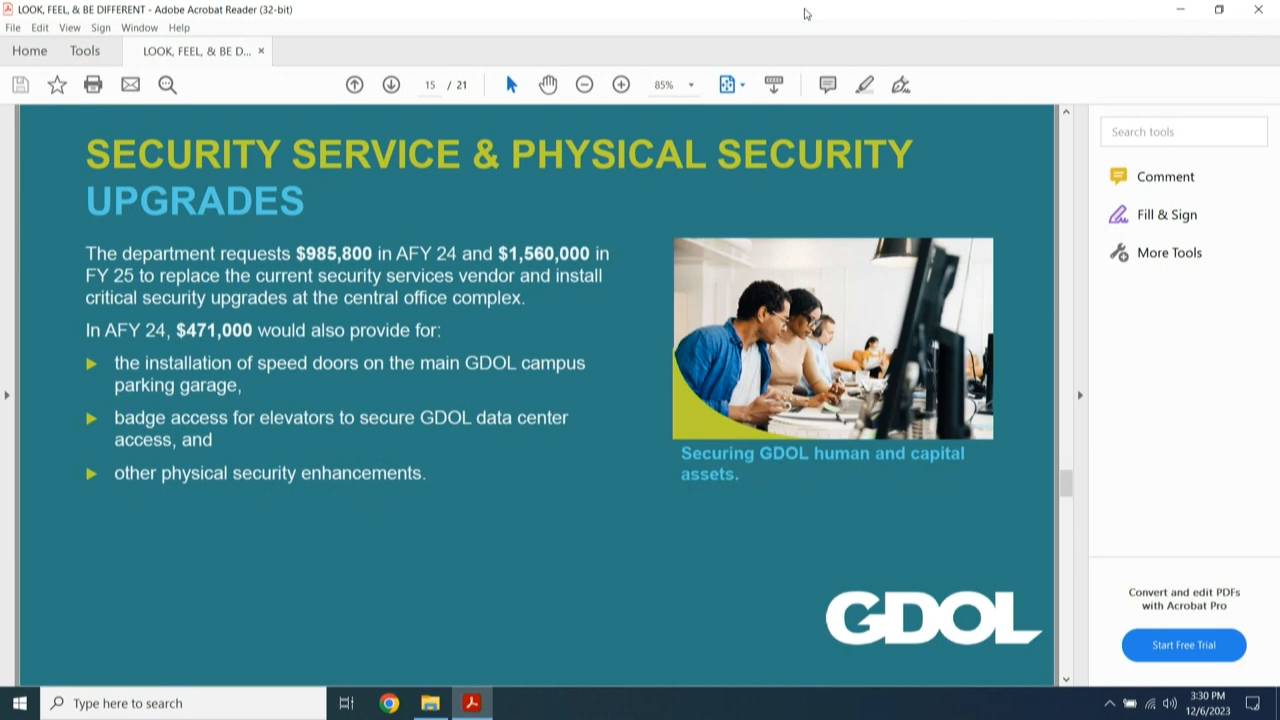 LOOK, FEEL, & BE DIFFERENT - Adobe Acrobat Reader (32-bit)
File Edit View Sign Window Help
Home Tools LOOK, FEEL, & BE D... ×
15 / 21 85%
SECURITY SERVICE & PHYSICAL SECURITY
UPGRADES
The department requests $985,800 in AFY 24 and $1,560,000 in
FY 25 to replace the current security services vendor and install
critical security upgrades at the central office complex.
In AFY 24, $471,000 would also provide for:
the installation of speed doors on the main GDOL campus
parking garage,
badge access for elevators to secure GDOL data center
access, and
other physical security enhancements.
Securing GDOL human and capital
assets.
GDOL
Search tools
Comment
Fill & Sign
More Tools
Convert and edit PDFs
with Acrobat Pro
Start Free Trial
Type here to search
3:30 PM
12/6/2023